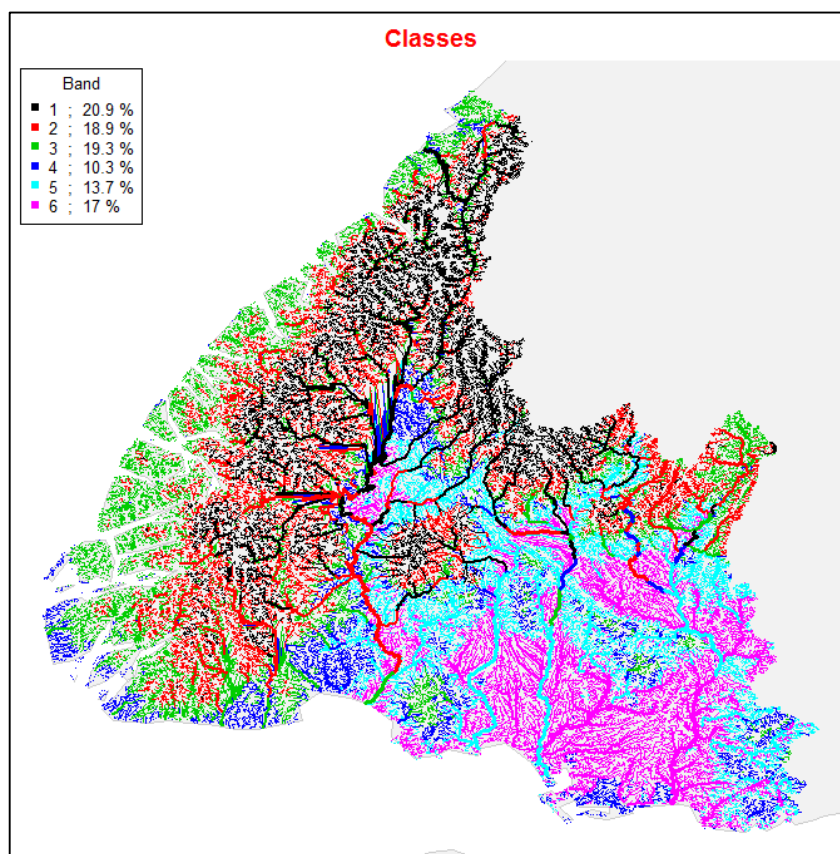 Classes
Band
1 ; 20.9 %
2 ; 18.9 %
3 ; 19.3 %
4 ; 10.3 %
5 ; 13.7 %
6 ; 17 %